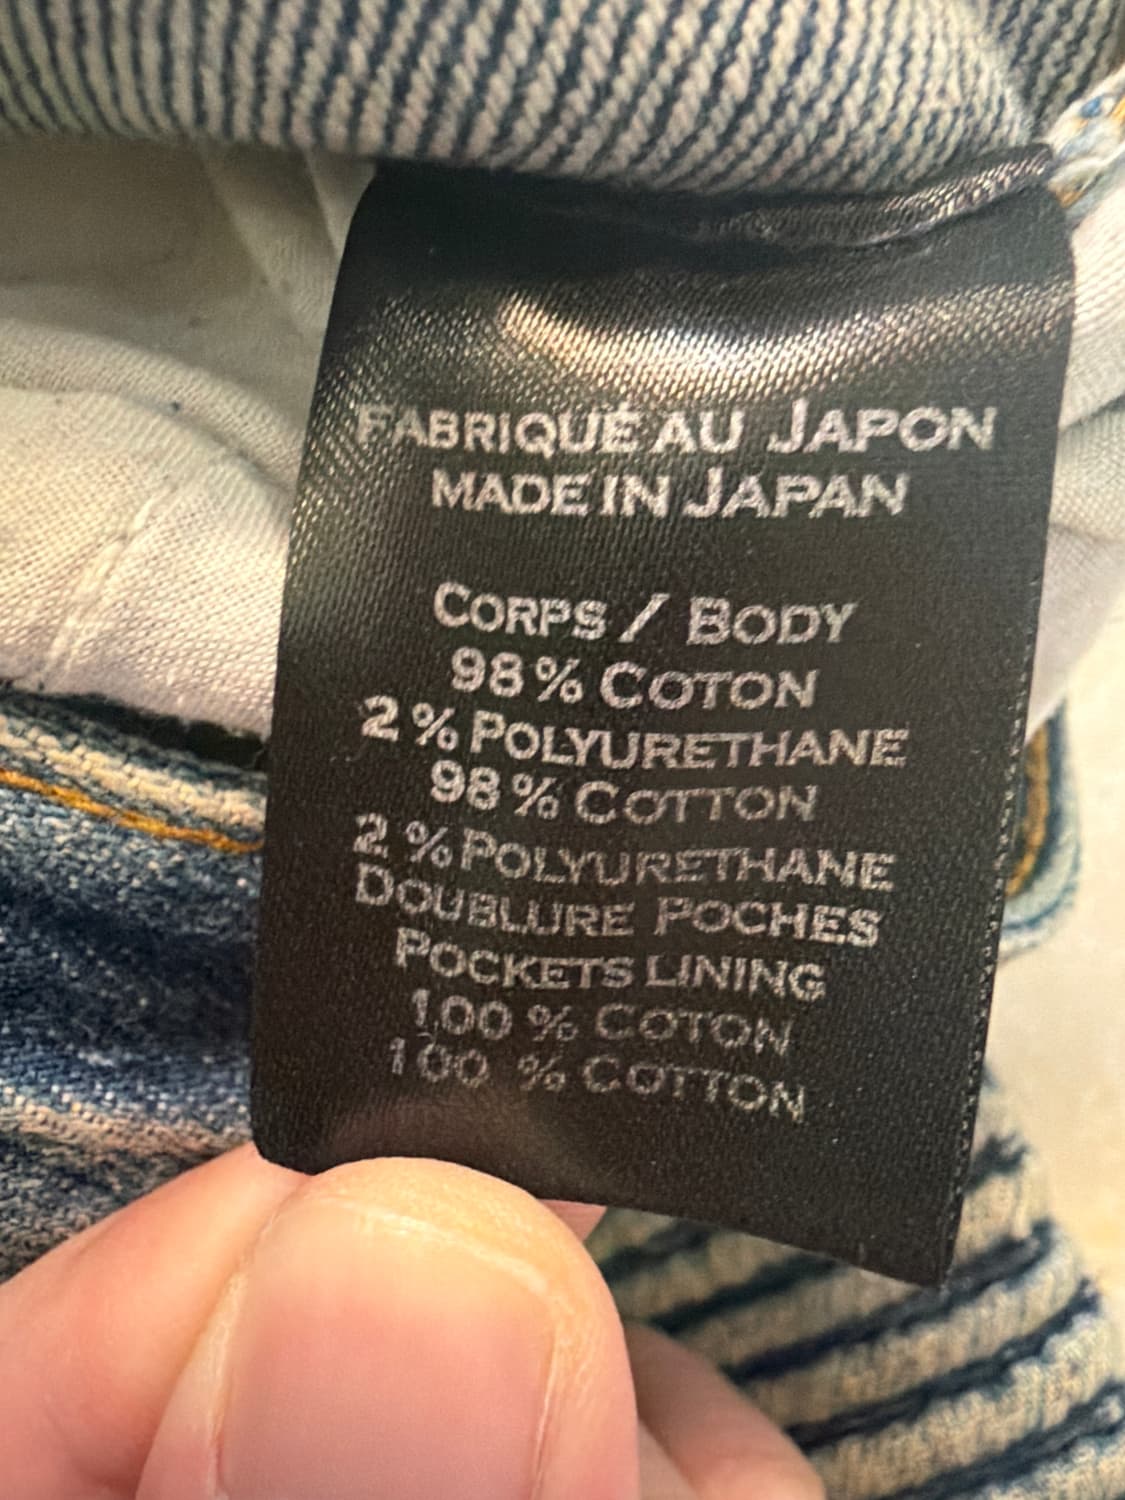 FABRIQUÉ AU JAPON
MADE IN JAPAN
CORPS / BODY
98% COTON
2% POLYURETHANE
98% COTTON
2% POLYURETHANE
DOUBLURE POCHES
POCKETS LINING
100 % COTON
100 % COTTON